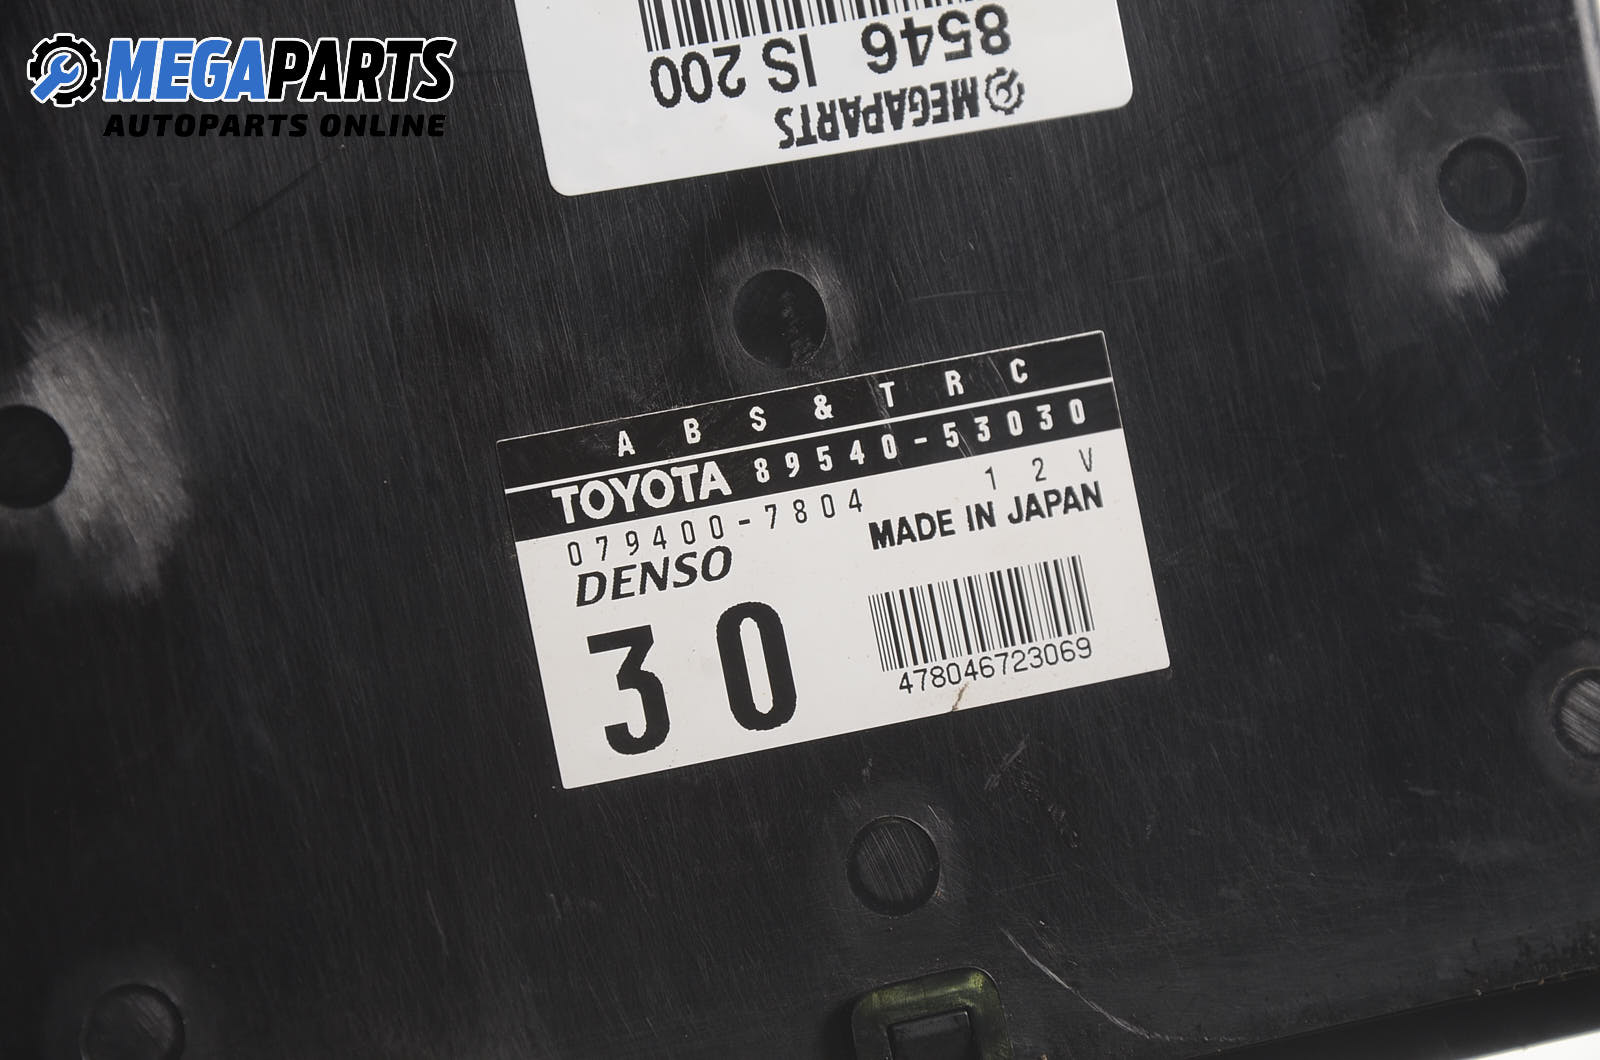 MEGAPARTS
AUTOPARTS ONLINE
MEGAPARTS
8546 IS 200
ABS & TRC
TOYOTA 89540-53030
079400-7804 12V
DENSO MADE IN JAPAN
30
478046723069